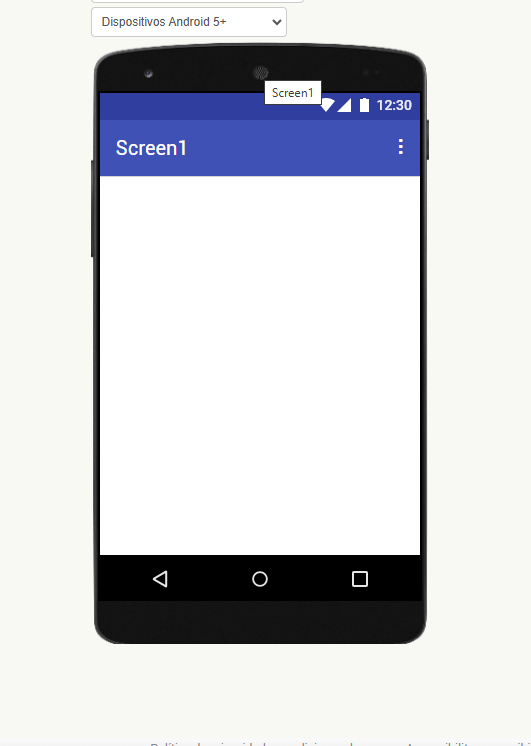 Dispositivos Android 5+
Screen1
12:30
Screen1